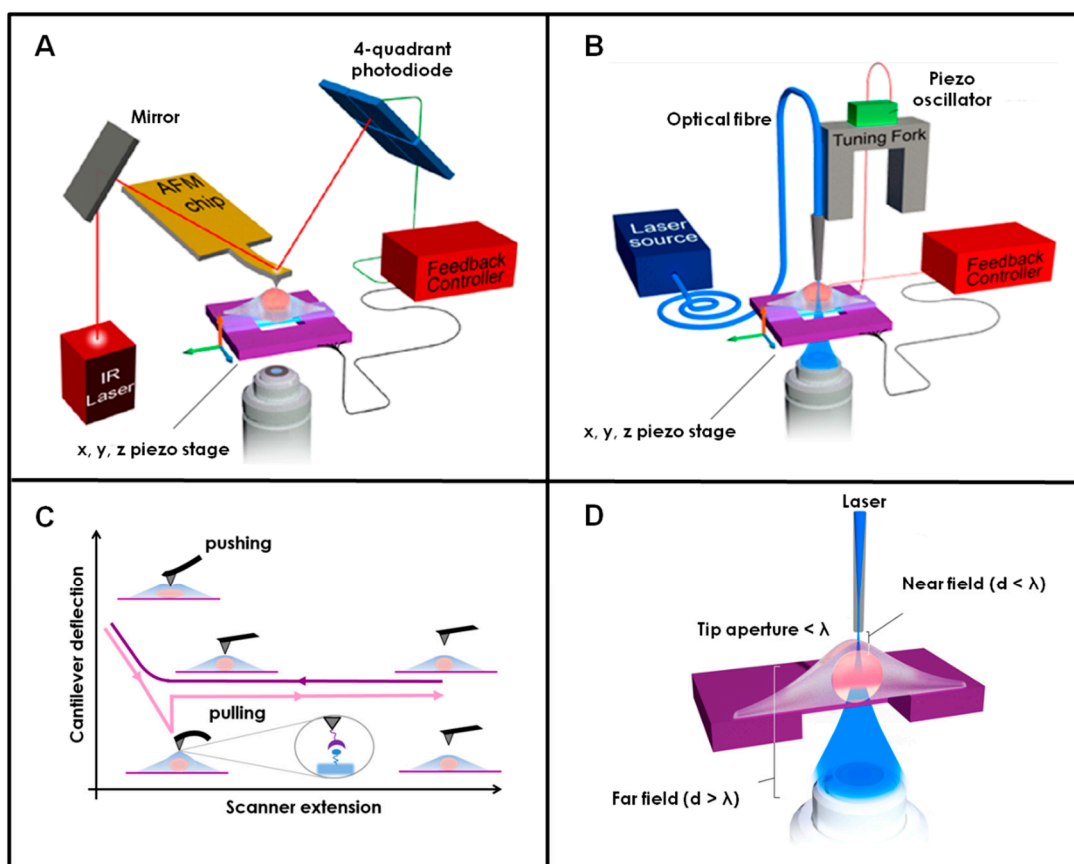 A
4-quadrant
photodiode
Mirror
AFM
chip
Feedback
Controller
IR
Laser
x, y, z piezo stage
B
Piezo
oscillator
Optical fibre
Tuning Fork
Laser
source
Feedback
Controller
x, y, z piezo stage
C
pushing
Cantilever deflection
pulling
Scanner extension
D
Laser
Near field (d < λ)
Tip aperture < λ
Far field (d > λ)